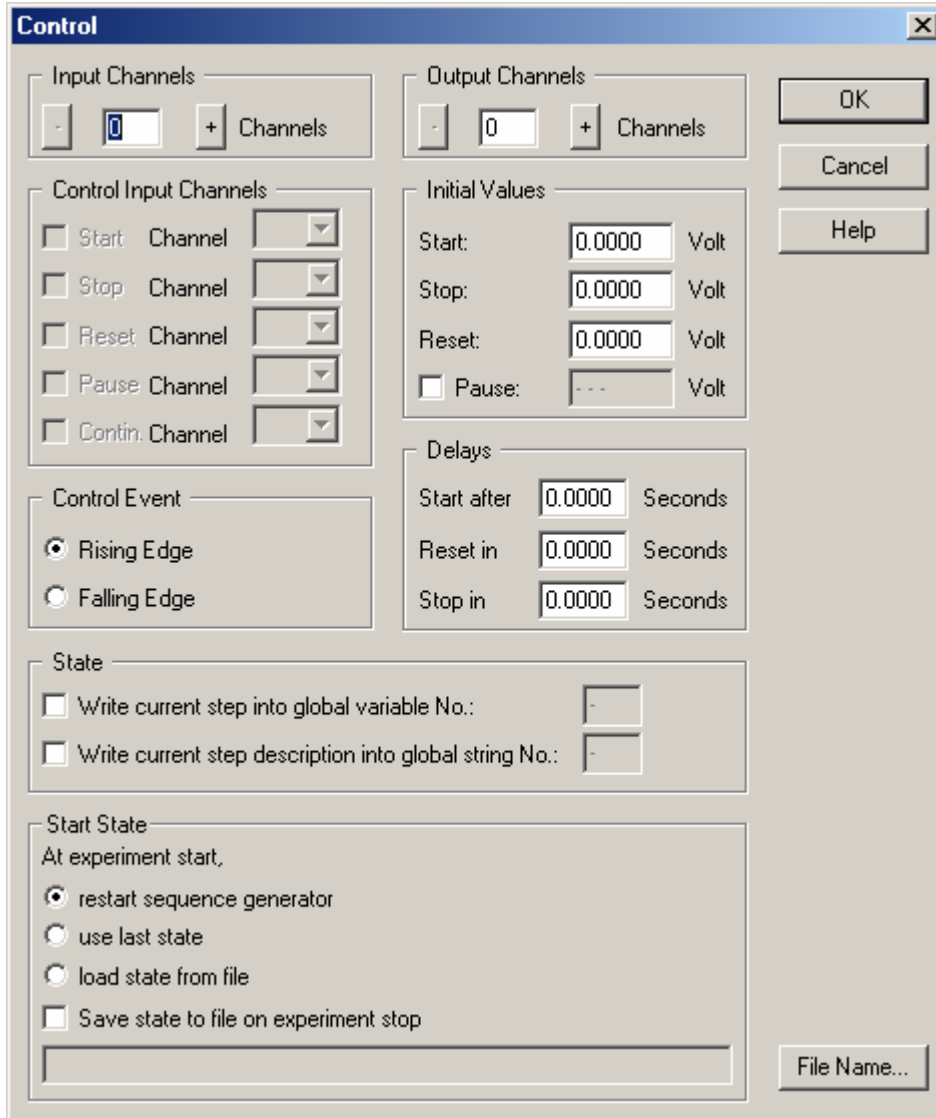 Control
Input Channels
- 0 + Channels
Output Channels
- 0 + Channels
OK
Cancel
Help
Control Input Channels
Start Channel
Stop Channel
Reset Channel
Pause Channel
Contin. Channel
Initial Values
Start: 0.0000 Volt
Stop: 0.0000 Volt
Reset: 0.0000 Volt
Pause: - - - Volt
Control Event
Rising Edge
Falling Edge
Delays
Start after 0.0000 Seconds
Reset in 0.0000 Seconds
Stop in 0.0000 Seconds
State
Write current step into global variable No.: -
Write current step description into global string No.: -
Start State
At experiment start,
restart sequence generator
use last state
load state from file
Save state to file on experiment stop
File Name...